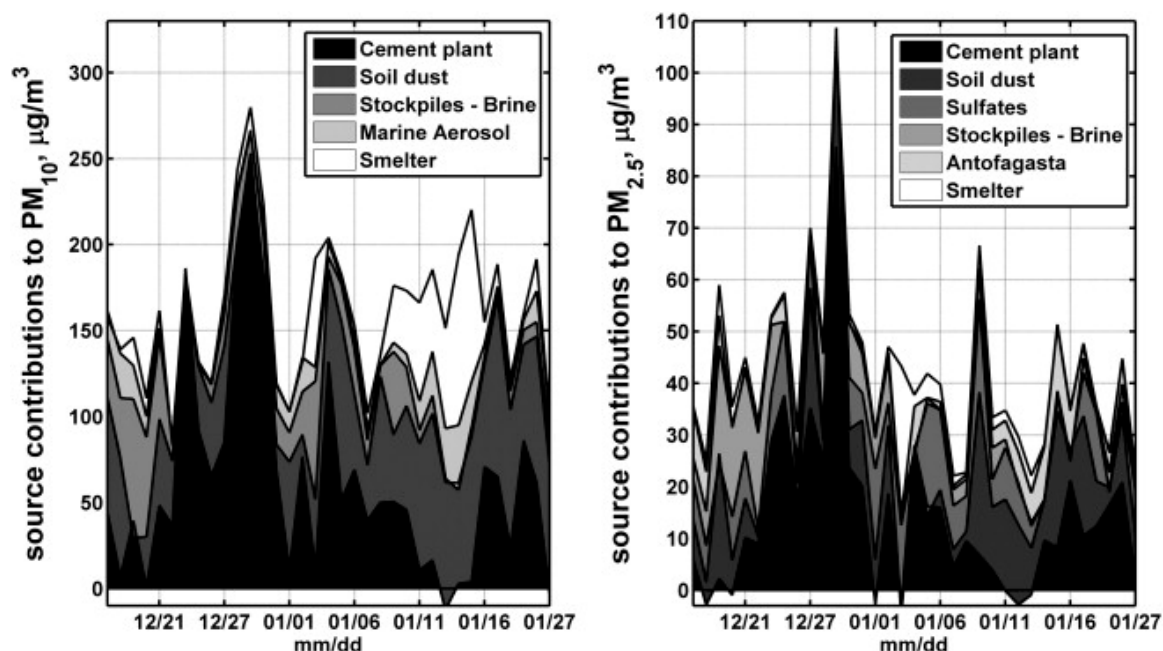 source contributions to PM10, μg/m3
300
250
200
150
100
50
0
Cement plant
Soil dust
Stockpiles - Brine
Marine Aerosol
Smelter
12/21 12/27 01/01 01/06 01/11 01/16 01/27
mm/dd
source contributions to PM2.5, μg/m3
110
100
90
80
70
60
50
40
30
20
10
0
Cement plant
Soil dust
Sulfates
Stockpiles - Brine
Antofagasta
Smelter
12/21 12/27 01/01 01/06 01/11 01/16 01/27
mm/dd